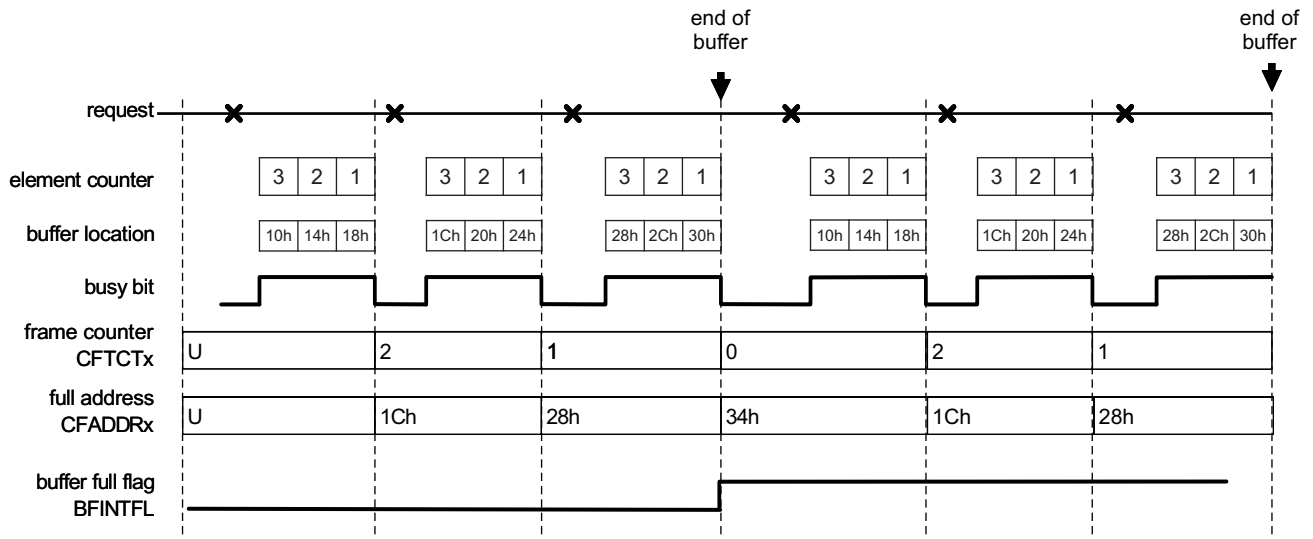 end of
buffer
end of
buffer
request
element counter
3 2 1 3 2 1 3 2 1 3 2 1 3 2 1 3 2 1
buffer location
10h 14h 18h 1Ch 20h 24h 28h 2Ch 30h 10h 14h 18h 1Ch 20h 24h 28h 2Ch 30h
busy bit
frame counter
CFTCTx
U 2 1 0 2 1
full address
CFADDRx
U 1Ch 28h 34h 1Ch 28h
buffer full flag
BFINTFL